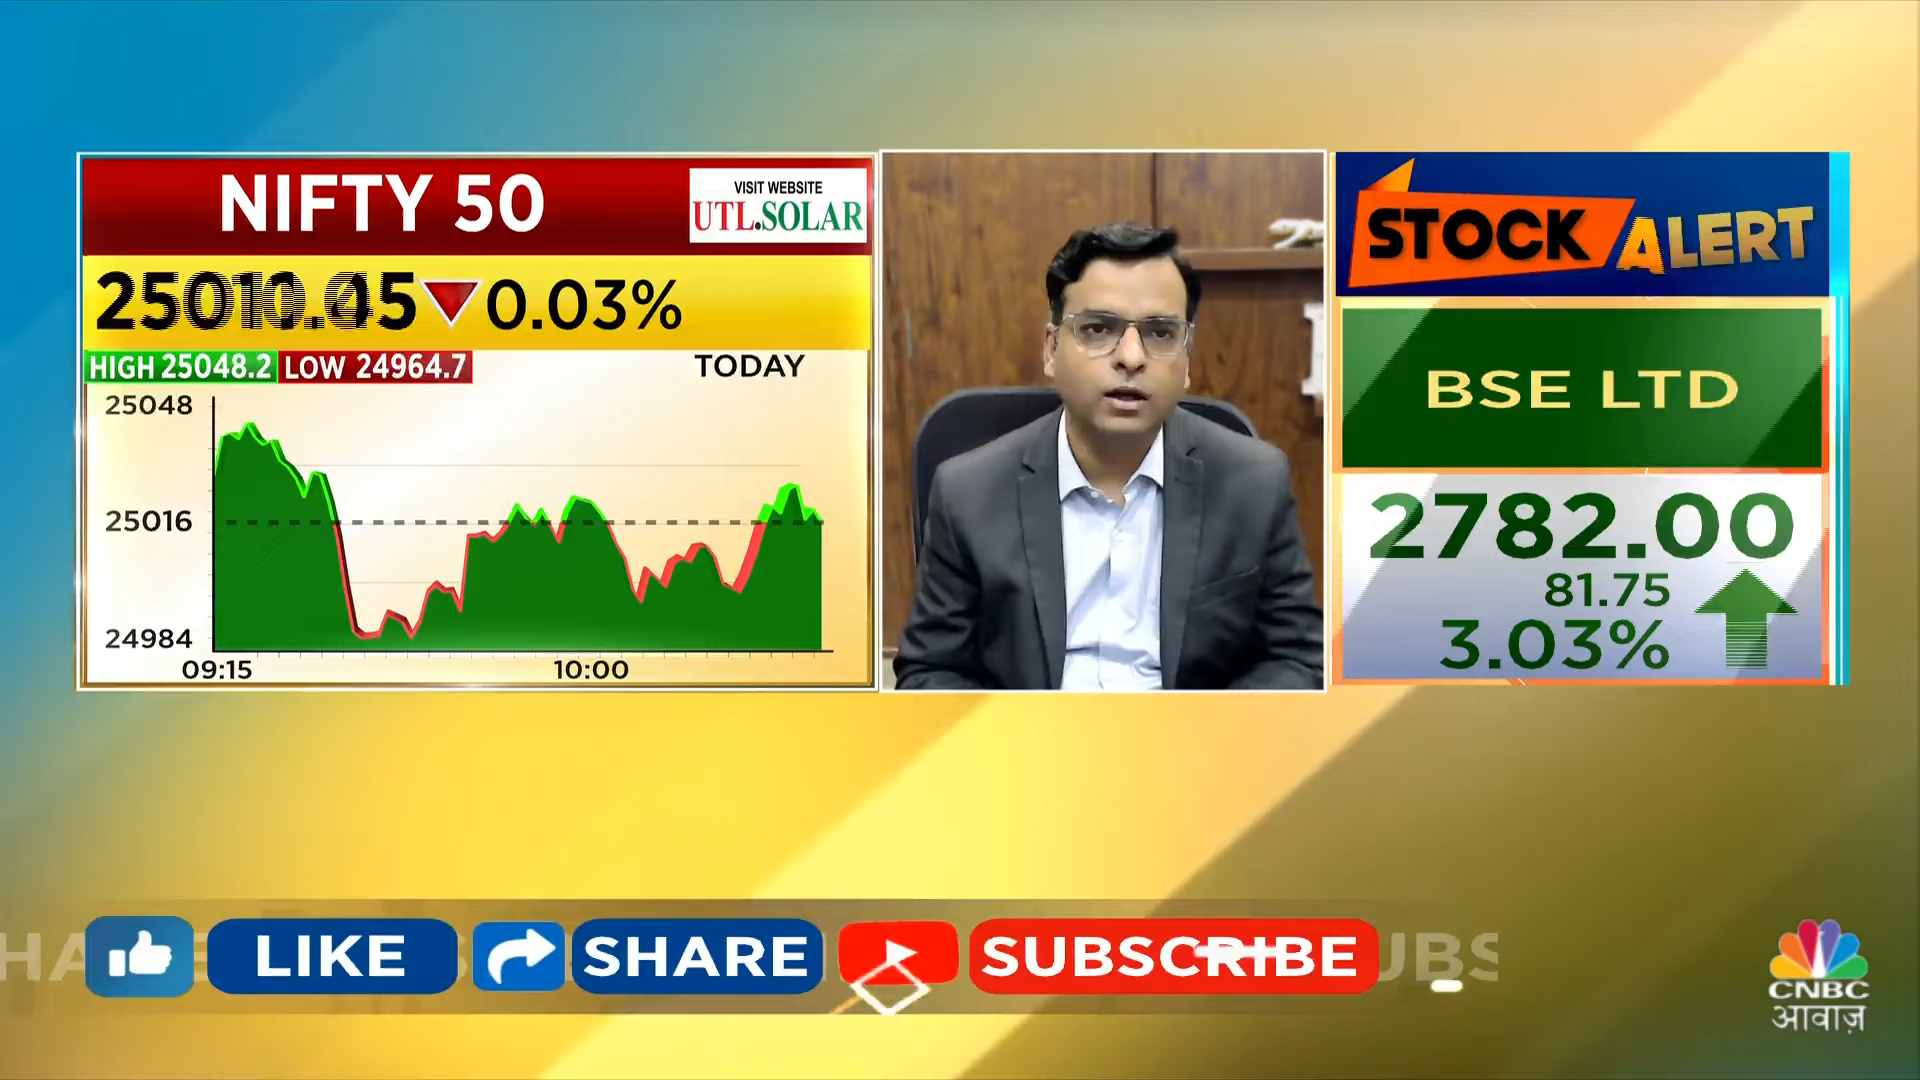 NIFTY 50
VISIT WEBSITE
UTL.SOLAR
0.03%
HIGH 25048.2 LOW 24964.7
TODAY
25048
25016
24984
09:15 10:00
STOCK ALERT
BSE LTD
2782.00
81.75
3.03%
LIKE SHARE SUBSCRIBE
CNBC
आवाज़